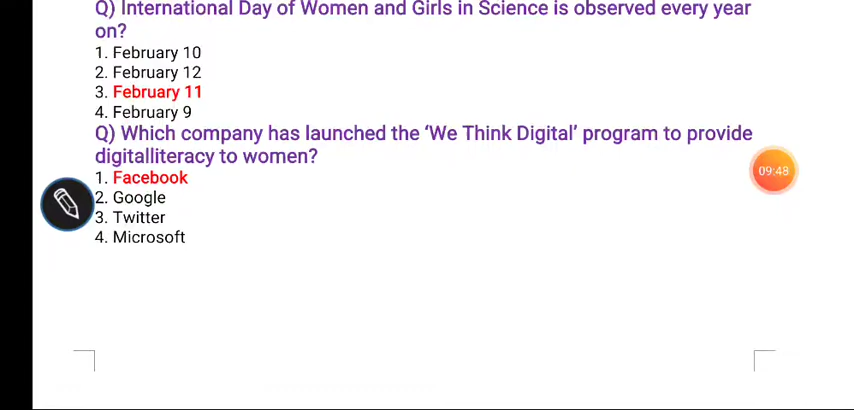 Q) International Day of Women and Girls in Science is observed every year
on?
1. February 10
2. February 12
3. February 11
4. February 9
Q) Which company has launched the ‘We Think Digital’ program to provide
digitalliteracy to women?
1. Facebook
09:48
2. Google
3. Twitter
4. Microsoft